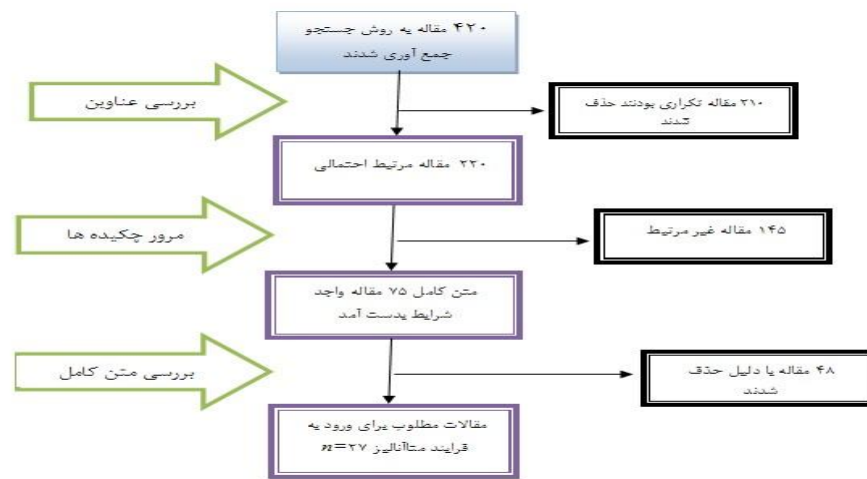 ۴۲۰ مقاله به روش جستجو
جمع آوری شدند
بررسی عناوین
۲۱۰ مقاله تکراری بودند حذف
شدند
۲۲۰ مقاله مرتبط احتمالی
مرور چکیده ها
۱۴۵ مقاله غیر مرتبط
متن کامل ۷۵ مقاله واجد
شرایط بدست آمد
بررسی متن کامل
۴۸ مقاله با دلیل حذف
شدند
مقالات مطلوب برای ورود به
فرایند متاآنالیز n=۲۷